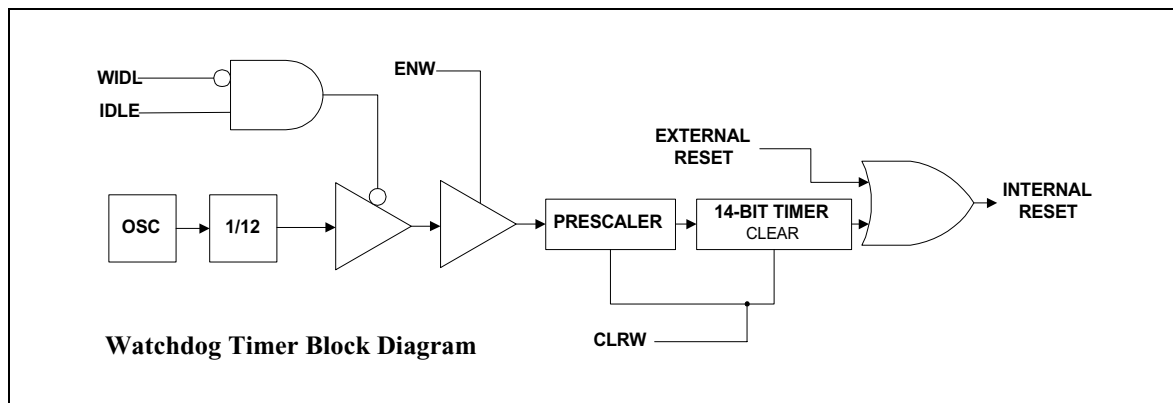 WIDL
IDLE
ENW
EXTERNAL
RESET
INTERNAL
RESET
OSC
1/12
PRESCALER
14-BIT TIMER
CLEAR
CLRW
Watchdog Timer Block Diagram